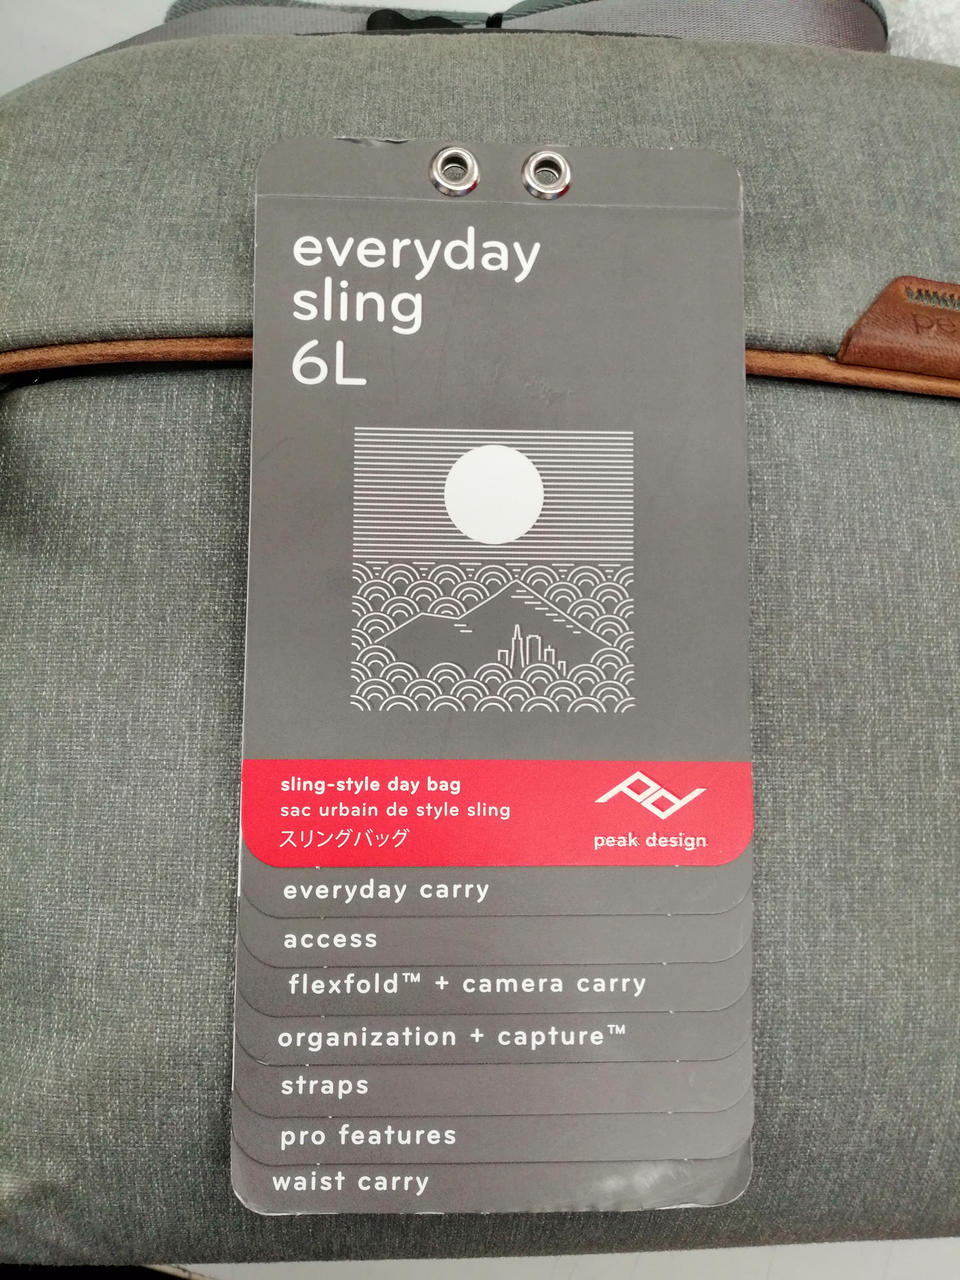 everyday
sling
6L
sling-style day bag
sac urbain de style sling
スリングバッグ
peak design
everyday carry
access
flexfold™ + camera carry
organization + capture™
straps
pro features
waist carry